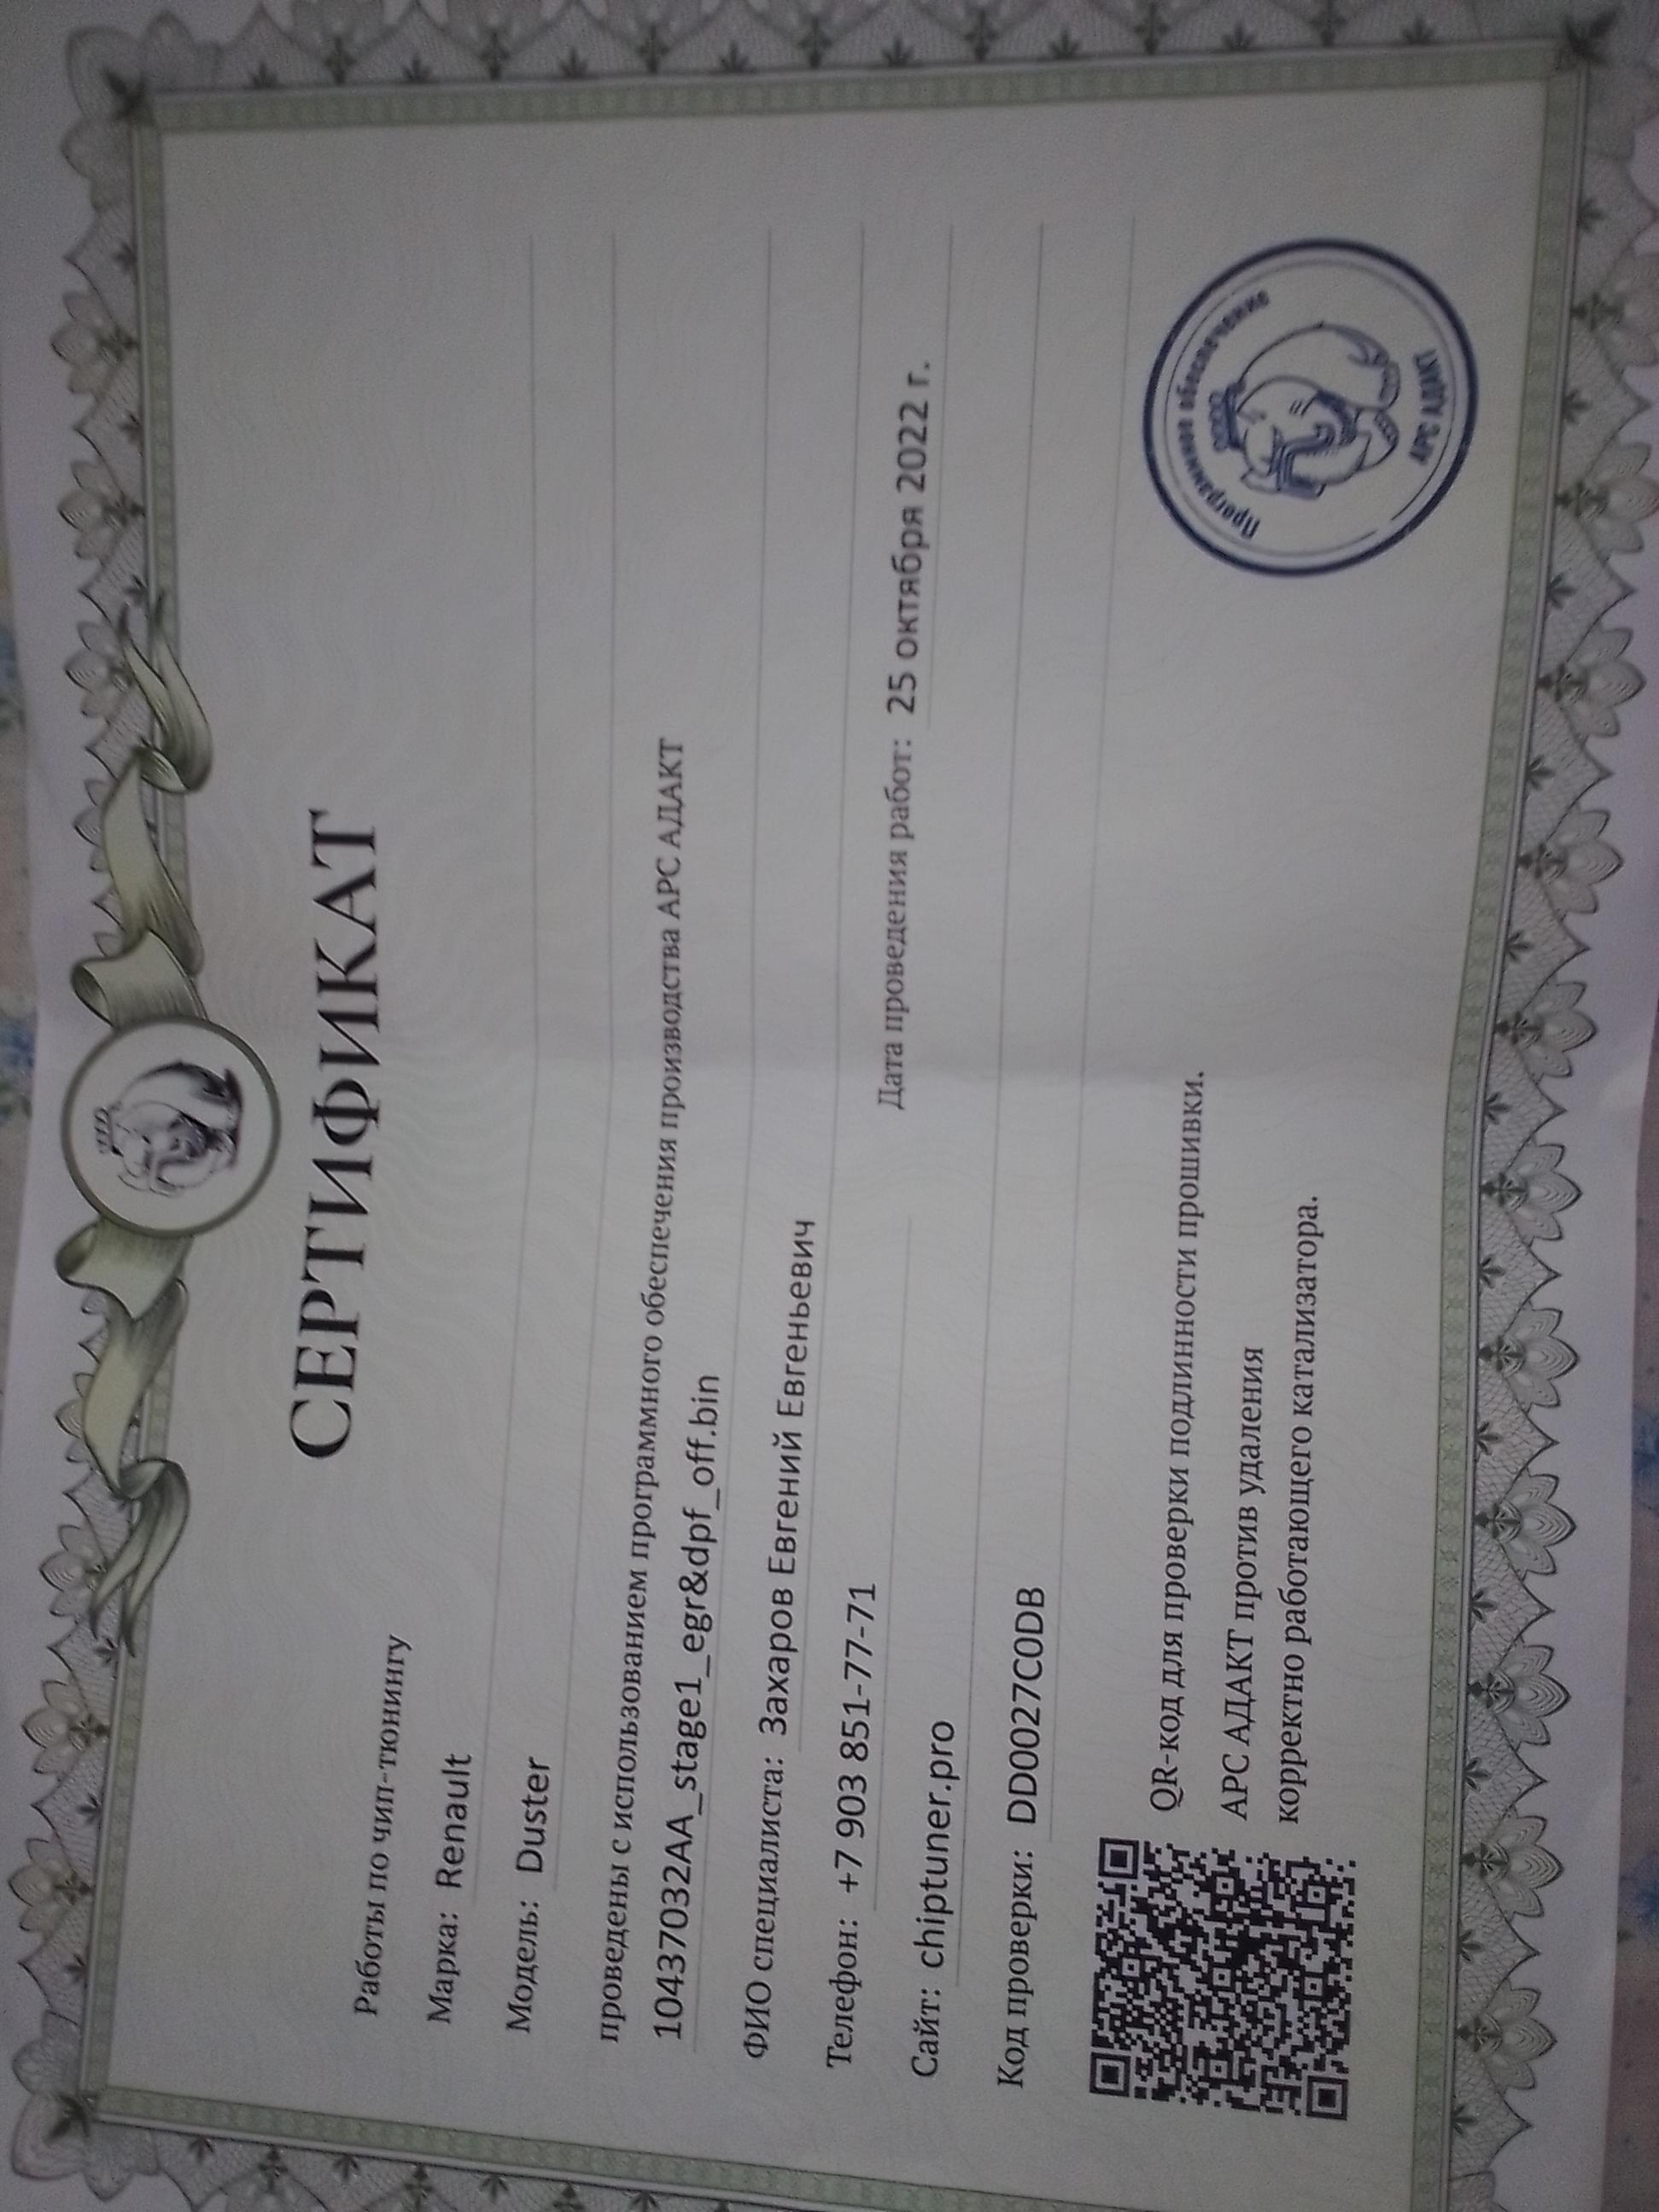 СЕРТИФИКАТ
Работы по чип-тюнингу
Марка: Renault
Модель: Duster
проведены с использованием программного обеспечения производства АРС АДАКТ
10437032AA_stage1_egr&dpf_off.bin
ФИО специалиста: Захаров Евгений Евгеньевич
Телефон: +7 903 851-77-71 Дата проведения работ: 25 октября 2022 г.
Сайт: chiptuner.pro
Код проверки: DD0027C0DB
QR-код для проверки подлинности прошивки.
АРС АДАКТ против удаления
корректно работающего катализатора.
Программное обеспечение
АРС АДАКТ